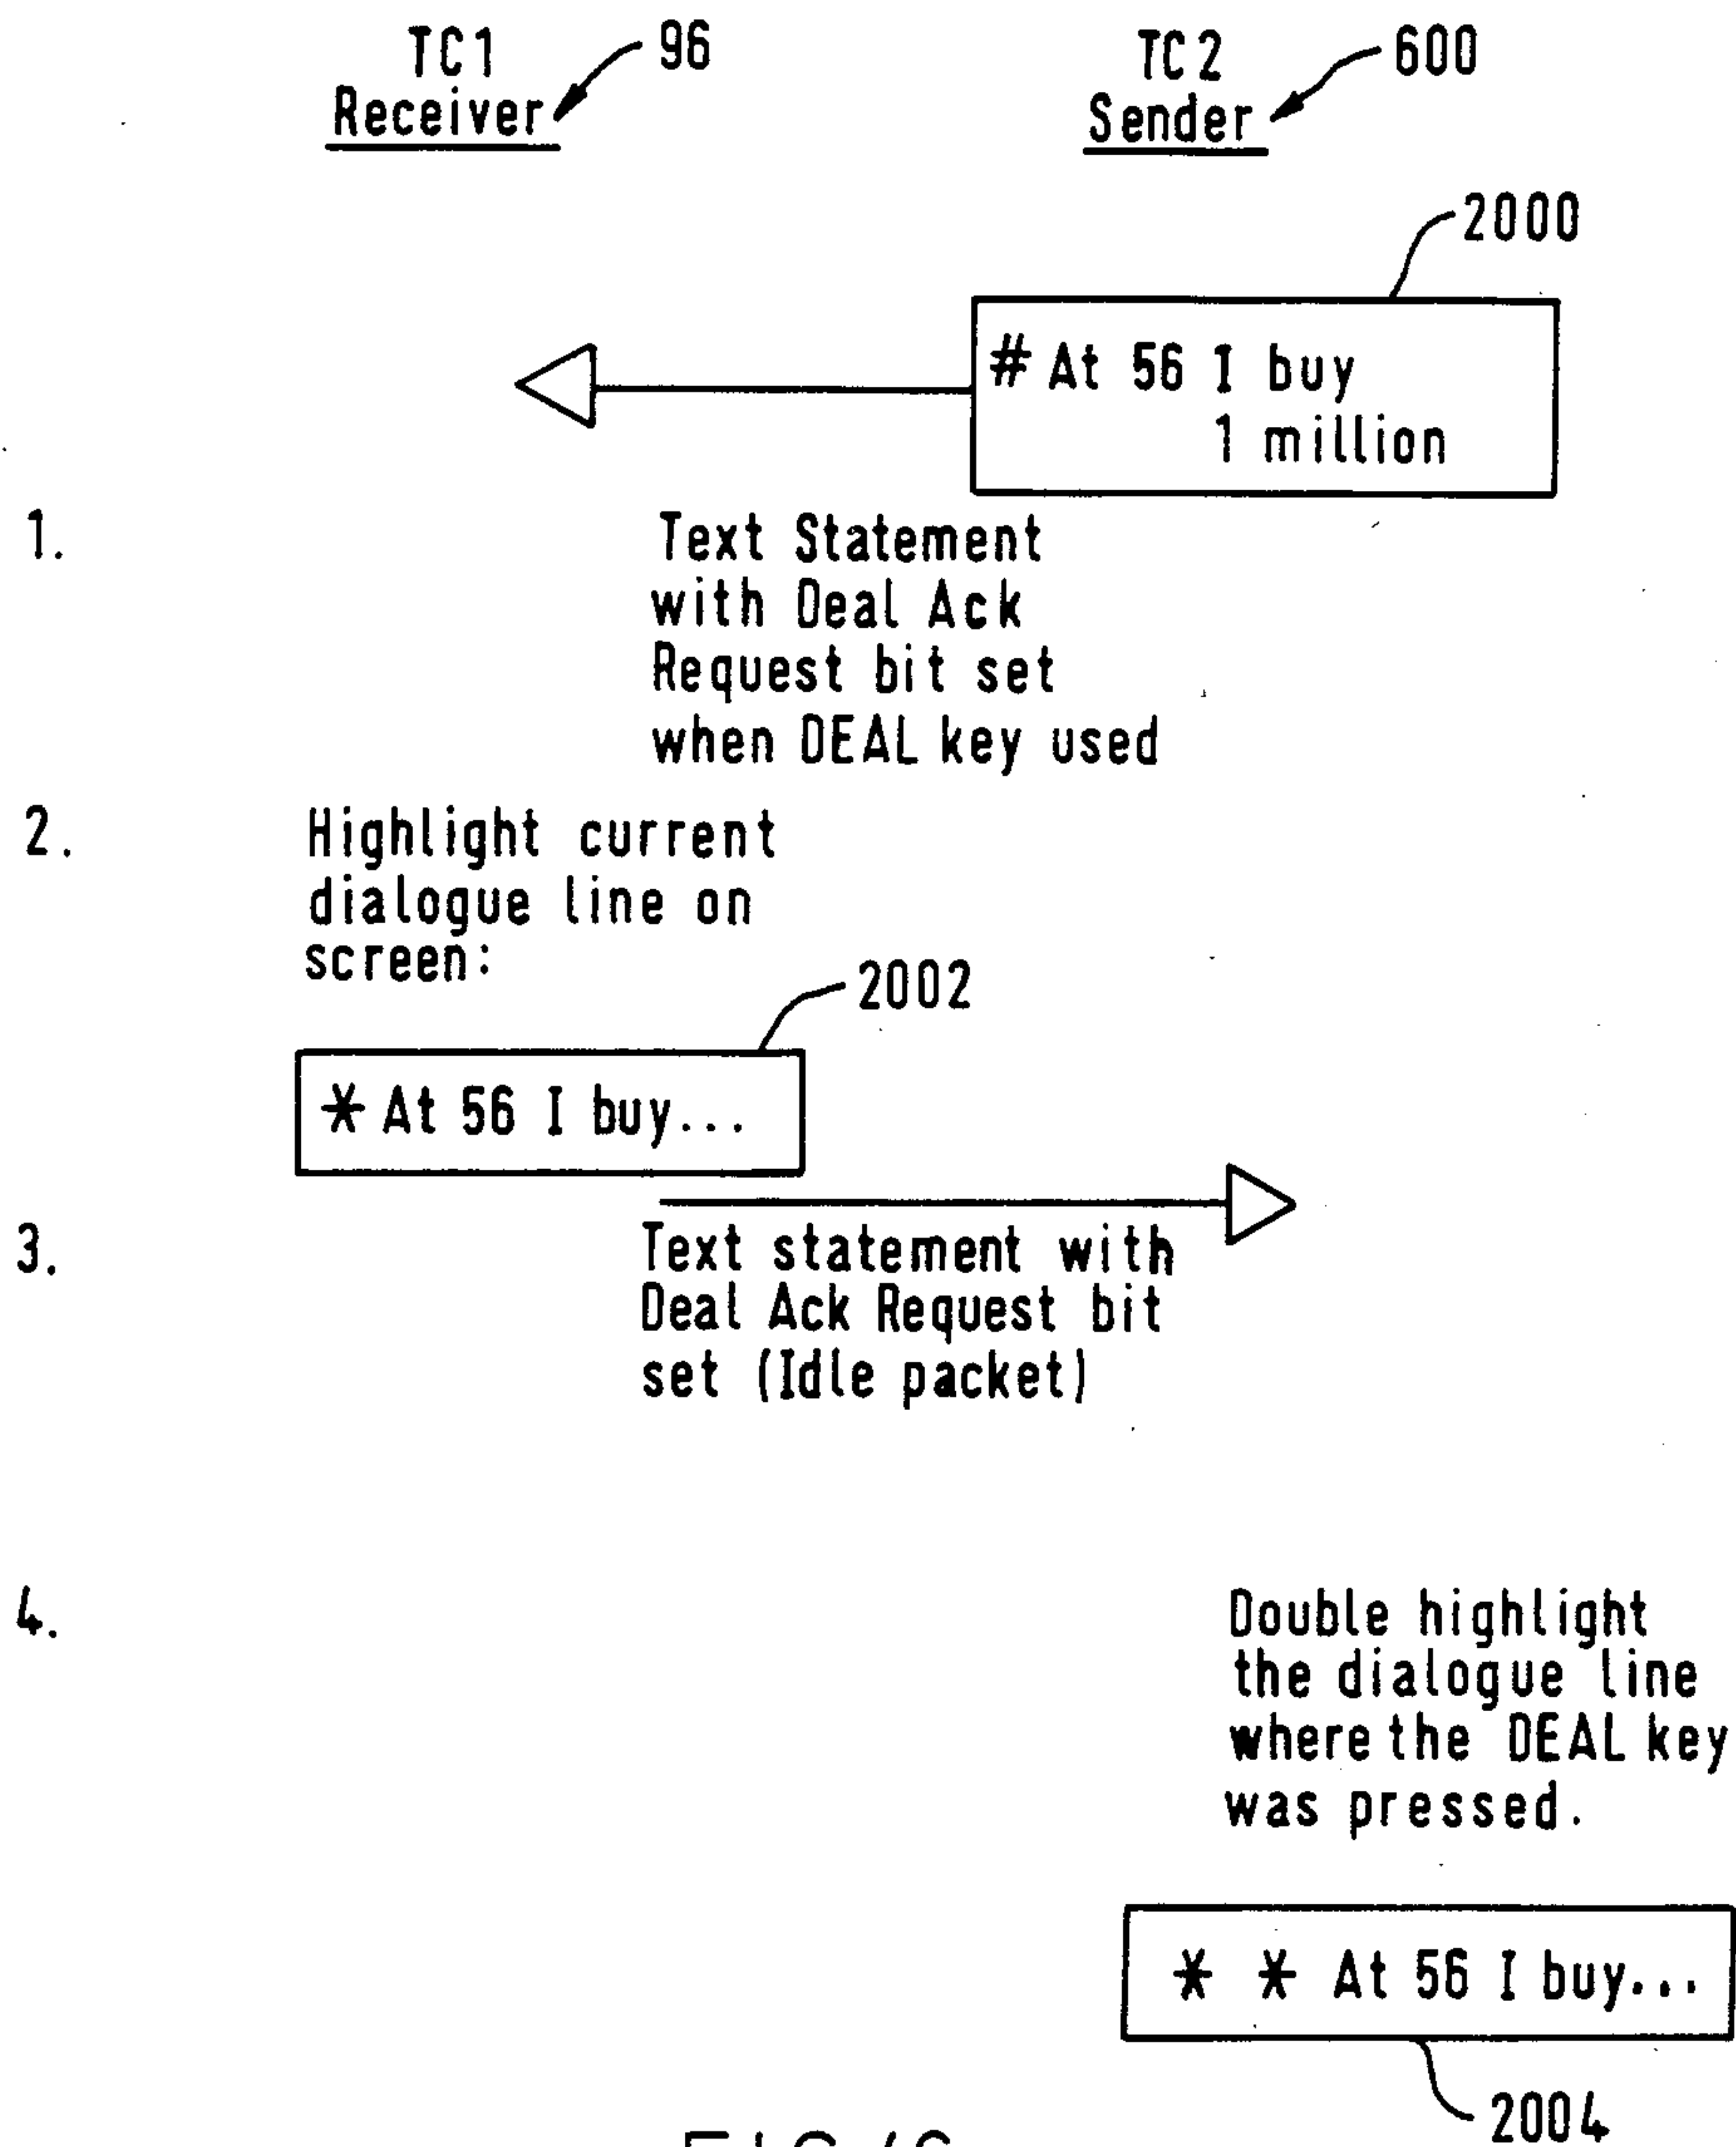 TC1
Receiver
96
TC2
Sender
600
2000
# At 56 I buy
1 million
1.
Text Statement
with Deal Ack
Request bit set
when DEAL key used
2.
Highlight current
dialogue line on
screen:
2002
* At 56 I buy...
3.
Text statement with
Deal Ack Request bit
set (Idle packet)
4.
Double highlight
the dialogue line
where the DEAL key
was pressed.
* * At 56 I buy...
2004